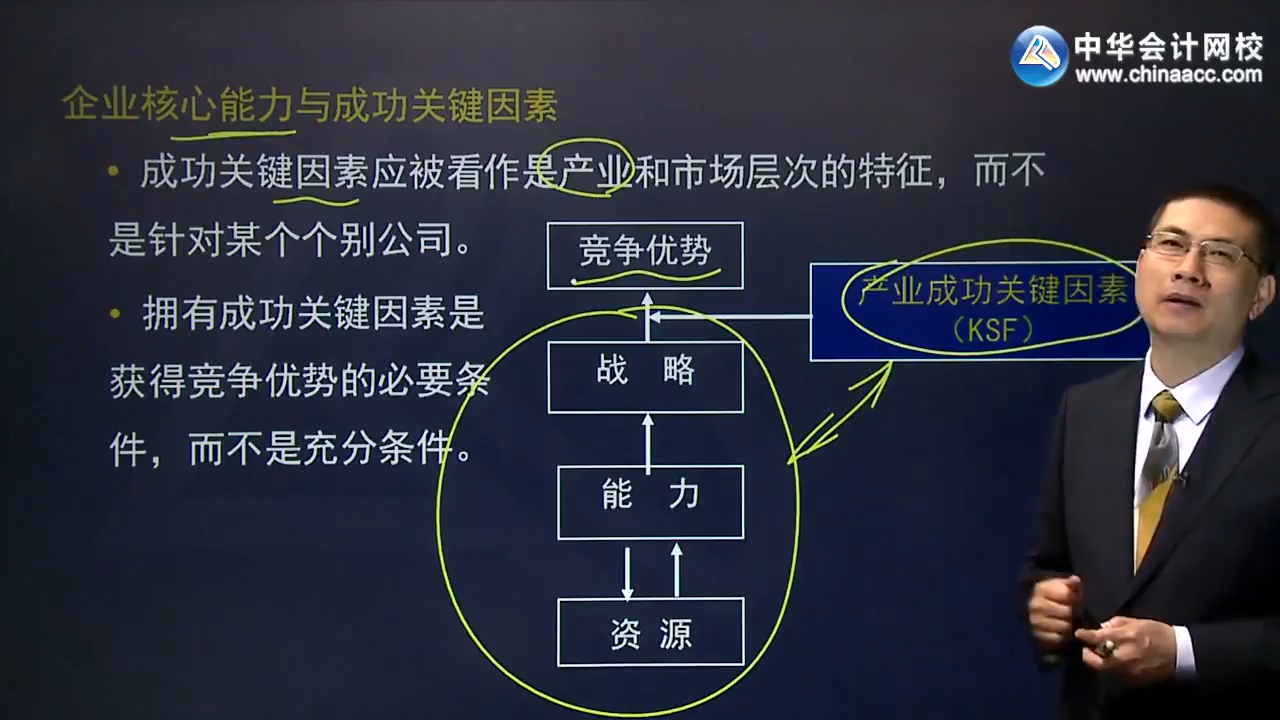 中华会计网校
www.chinaacc.com
企业核心能力与成功关键因素
• 成功关键因素应被看作是产业和市场层次的特征，而不
是针对某个个别公司。
• 拥有成功关键因素是
获得竞争优势的必要条
件，而不是充分条件。
竞争优势
产业成功关键因素
（KSF）
战 略
能 力
资 源